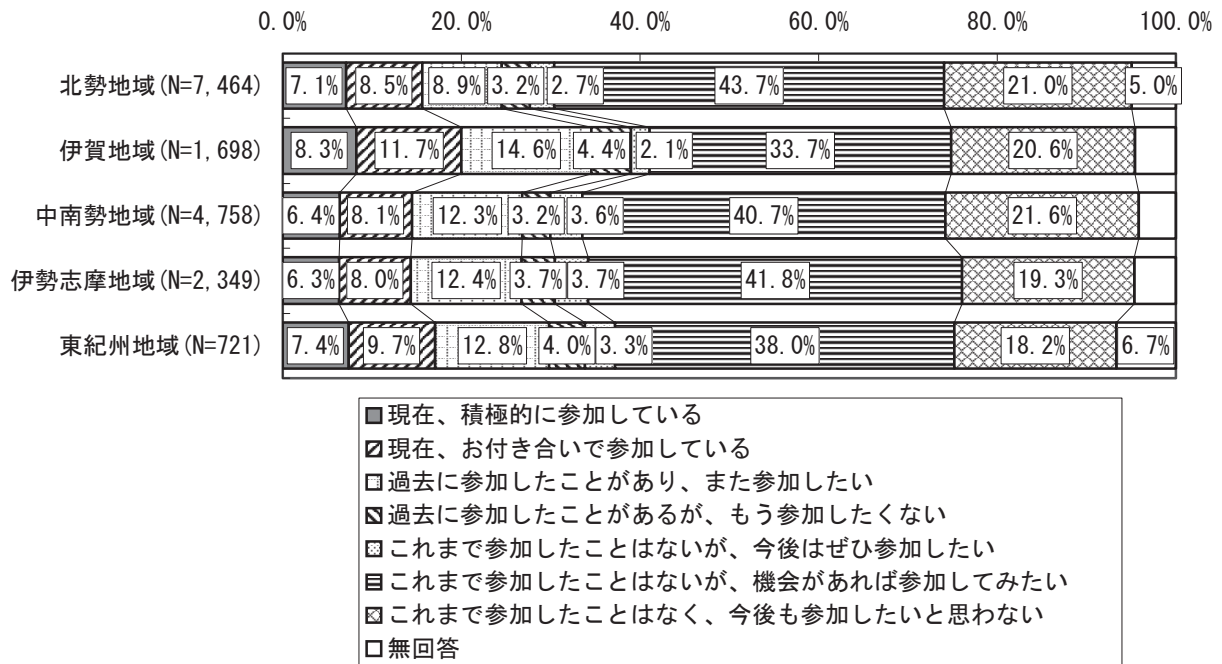 0.0% 20.0% 40.0% 60.0% 80.0% 100.0%
北勢地域(N=7,464) 7.1% 8.5% 8.9% 3.2% 2.7% 43.7% 21.0% 5.0%
伊賀地域(N=1,698) 8.3% 11.7% 14.6% 4.4% 2.1% 33.7% 20.6%
中南勢地域(N=4,758) 6.4% 8.1% 12.3% 3.2% 3.6% 40.7% 21.6%
伊勢志摩地域(N=2,349) 6.3% 8.0% 12.4% 3.7% 3.7% 41.8% 19.3%
東紀州地域(N=721) 7.4% 9.7% 12.8% 4.0% 3.3% 38.0% 18.2% 6.7%
現在、積極的に参加している
現在、お付き合いで参加している
過去に参加したことがあり、また参加したい
過去に参加したことがあるが、もう参加したくない
これまで参加したことはないが、今後はぜひ参加したい
これまで参加したことはないが、機会があれば参加してみたい
これまで参加したことはなく、今後も参加したいと思わない
無回答